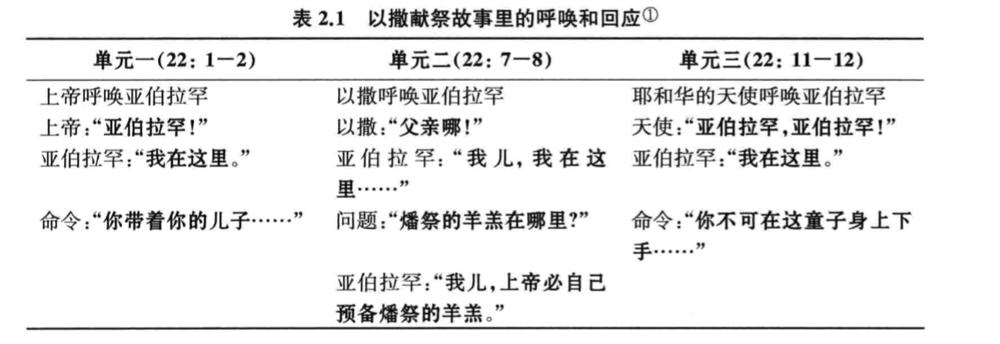 表 2.1 以撒献祭故事里的呼唤和回应①
单元一(22: 1－2) 单元二(22: 7－8) 单元三(22: 11－12)
上帝呼唤亚伯拉罕 以撒呼唤亚伯拉罕 耶和华的天使呼唤亚伯拉罕
上帝:“亚伯拉罕!” 以撒:“父亲哪!” 天使:“亚伯拉罕,亚伯拉罕!”
亚伯拉罕:“我在这里。” 亚伯拉罕:“我儿,我在这 亚伯拉罕:“我在这里。”
里……”
命令:“你带着你的儿子……” 问题:“燔祭的羊羔在哪里?” 命令:“你不可在这童子身上下
手……”
亚伯拉罕:“我儿,上帝必自己
预备燔祭的羊羔。”